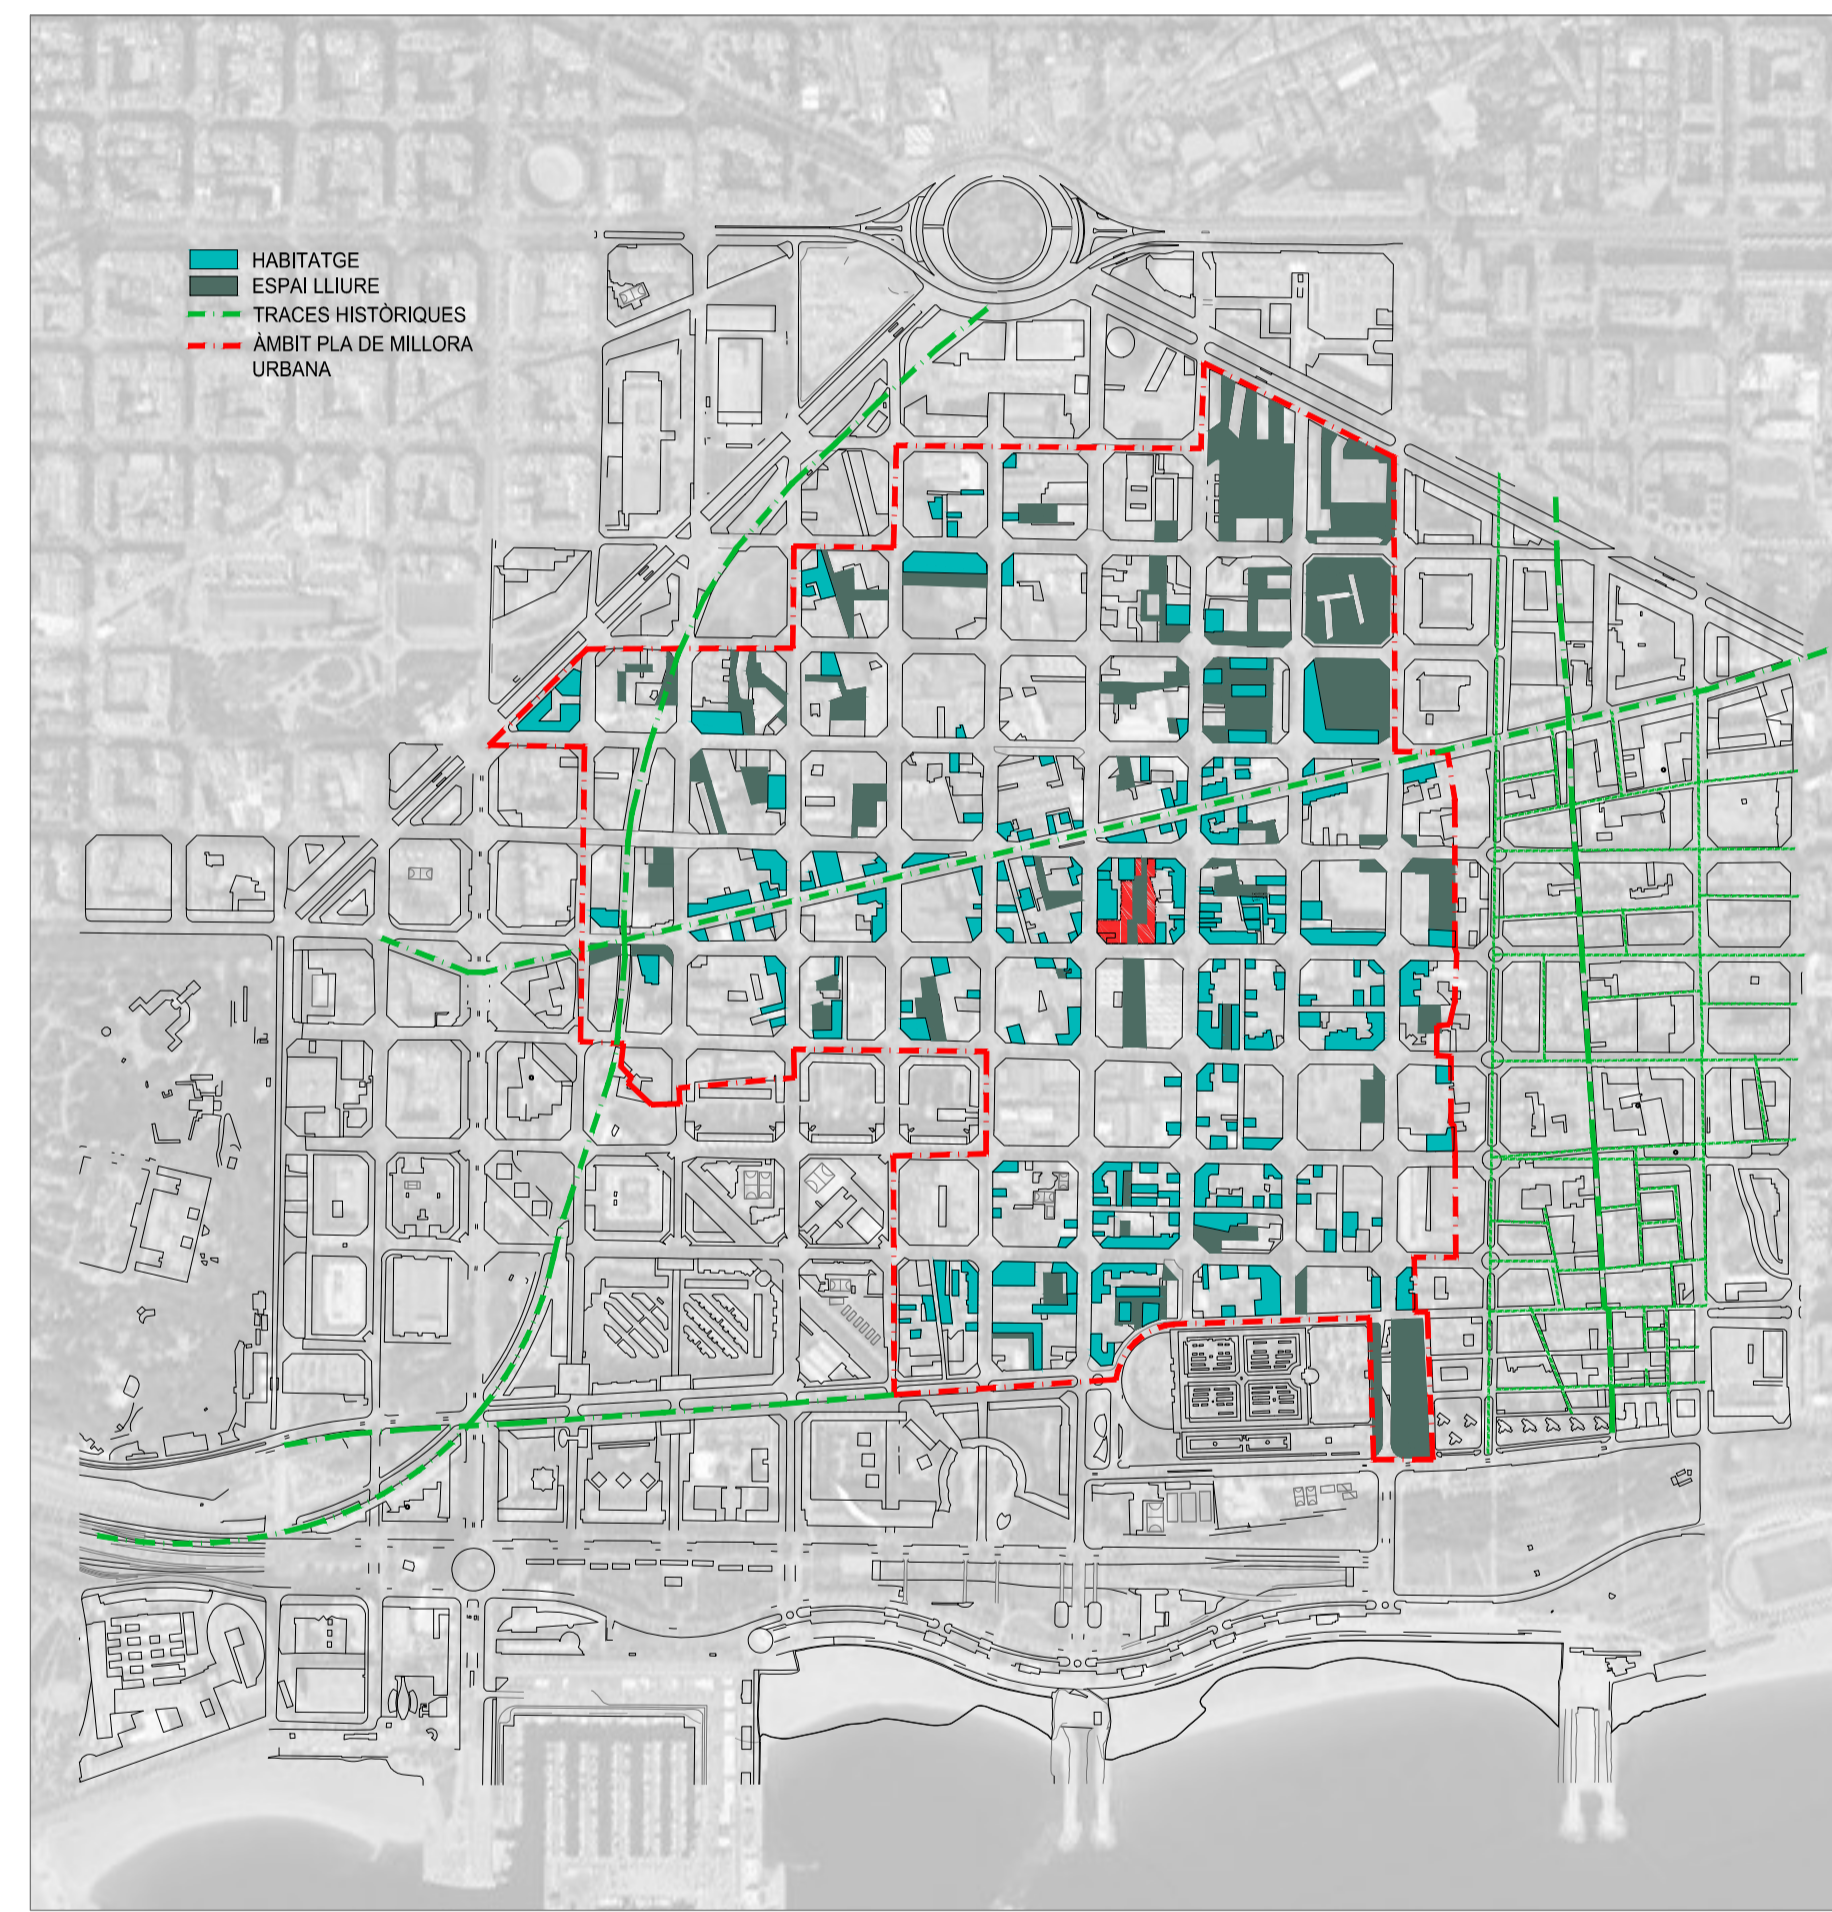 HABITATGE
ESPAI LLIURE
TRACES HISTÒRIQUES
ÀMBIT PLA DE MILLORA
URBANA